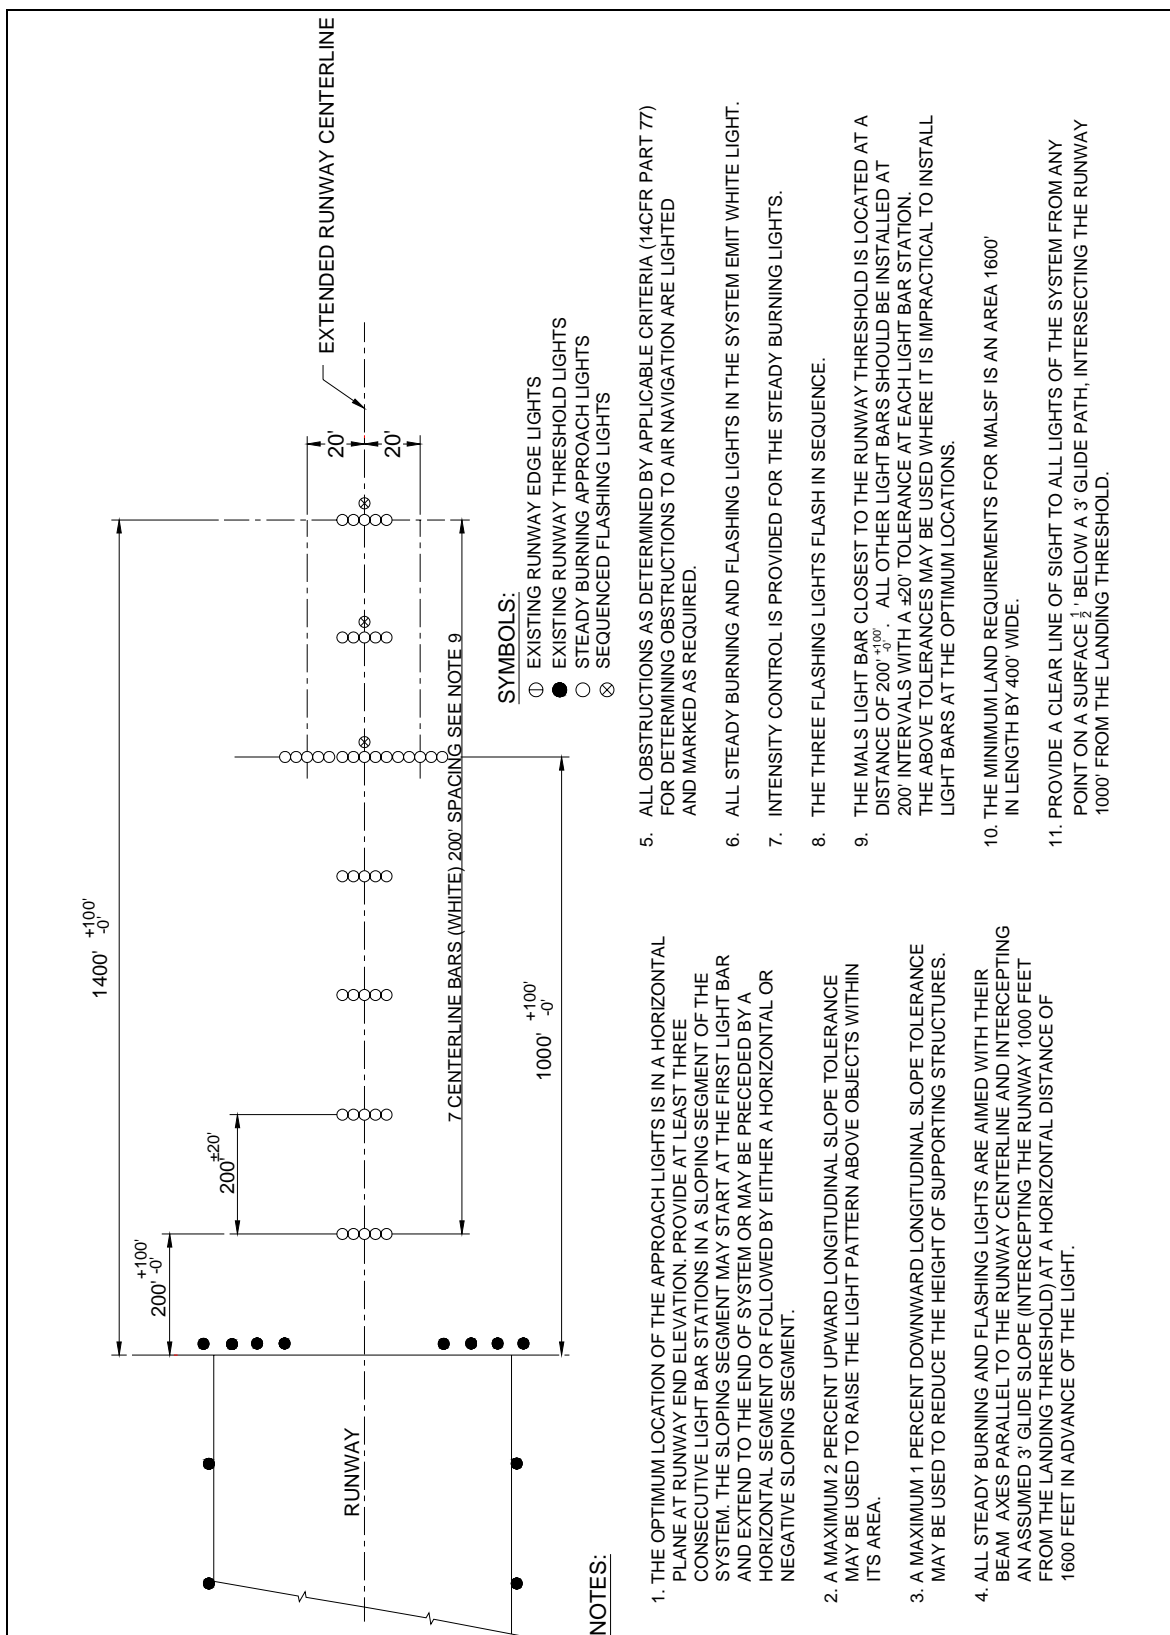 EXTENDED RUNWAY CENTERLINE
1400' +100' -0'
200' +100' -0'
200' ±20'
20'
20'
7 CENTERLINE BARS (WHITE) 200' SPACING SEE NOTE 9
1000' +100' -0'
RUNWAY
SYMBOLS:
EXISTING RUNWAY EDGE LIGHTS
EXISTING RUNWAY THRESHOLD LIGHTS
STEADY BURNING APPROACH LIGHTS
SEQUENCED FLASHING LIGHTS
NOTES:
1. THE OPTIMUM LOCATION OF THE APPROACH LIGHTS IS IN A HORIZONTAL
PLANE AT RUNWAY END ELEVATION. PROVIDE AT LEAST THREE
CONSECUTIVE LIGHT BAR STATIONS IN A SLOPING SEGMENT OF THE
SYSTEM. THE SLOPING SEGMENT MAY START AT THE FIRST LIGHT BAR
AND EXTEND TO THE END OF SYSTEM OR MAY BE PRECEDED BY A
HORIZONTAL SEGMENT OR FOLLOWED BY EITHER A HORIZONTAL OR
NEGATIVE SLOPING SEGMENT.
2. A MAXIMUM 2 PERCENT UPWARD LONGITUDINAL SLOPE TOLERANCE
MAY BE USED TO RAISE THE LIGHT PATTERN ABOVE OBJECTS WITHIN
ITS AREA.
3. A MAXIMUM 1 PERCENT DOWNWARD LONGITUDINAL SLOPE TOLERANCE
MAY BE USED TO REDUCE THE HEIGHT OF SUPPORTING STRUCTURES.
4. ALL STEADY BURNING AND FLASHING LIGHTS ARE AIMED WITH THEIR
BEAM AXES PARALLEL TO THE RUNWAY CENTERLINE AND INTERCEPTING
AN ASSUMED 3' GLIDE SLOPE (INTERCEPTING THE RUNWAY 1000 FEET
FROM THE LANDING THRESHOLD) AT A HORIZONTAL DISTANCE OF
1600 FEET IN ADVANCE OF THE LIGHT.
5. ALL OBSTRUCTIONS AS DETERMINED BY APPLICABLE CRITERIA (14CFR PART 77)
FOR DETERMINING OBSTRUCTIONS TO AIR NAVIGATION ARE LIGHTED
AND MARKED AS REQUIRED.
6. ALL STEADY BURNING AND FLASHING LIGHTS IN THE SYSTEM EMIT WHITE LIGHT.
7. INTENSITY CONTROL IS PROVIDED FOR THE STEADY BURNING LIGHTS.
8. THE THREE FLASHING LIGHTS FLASH IN SEQUENCE.
9. THE MALS LIGHT BAR CLOSEST TO THE RUNWAY THRESHOLD IS LOCATED AT A
DISTANCE OF 200' +100' -0' . ALL OTHER LIGHT BARS SHOULD BE INSTALLED AT
200' INTERVALS WITH A ±20' TOLERANCE AT EACH LIGHT BAR STATION.
THE ABOVE TOLERANCES MAY BE USED WHERE IT IS IMPRACTICAL TO INSTALL
LIGHT BARS AT THE OPTIMUM LOCATIONS.
10. THE MINIMUM LAND REQUIREMENTS FOR MALSF IS AN AREA 1600'
IN LENGTH BY 400' WIDE.
11. PROVIDE A CLEAR LINE OF SIGHT TO ALL LIGHTS OF THE SYSTEM FROM ANY
POINT ON A SURFACE 1/2' BELOW A 3' GLIDE PATH, INTERSECTING THE RUNWAY
1000' FROM THE LANDING THRESHOLD.